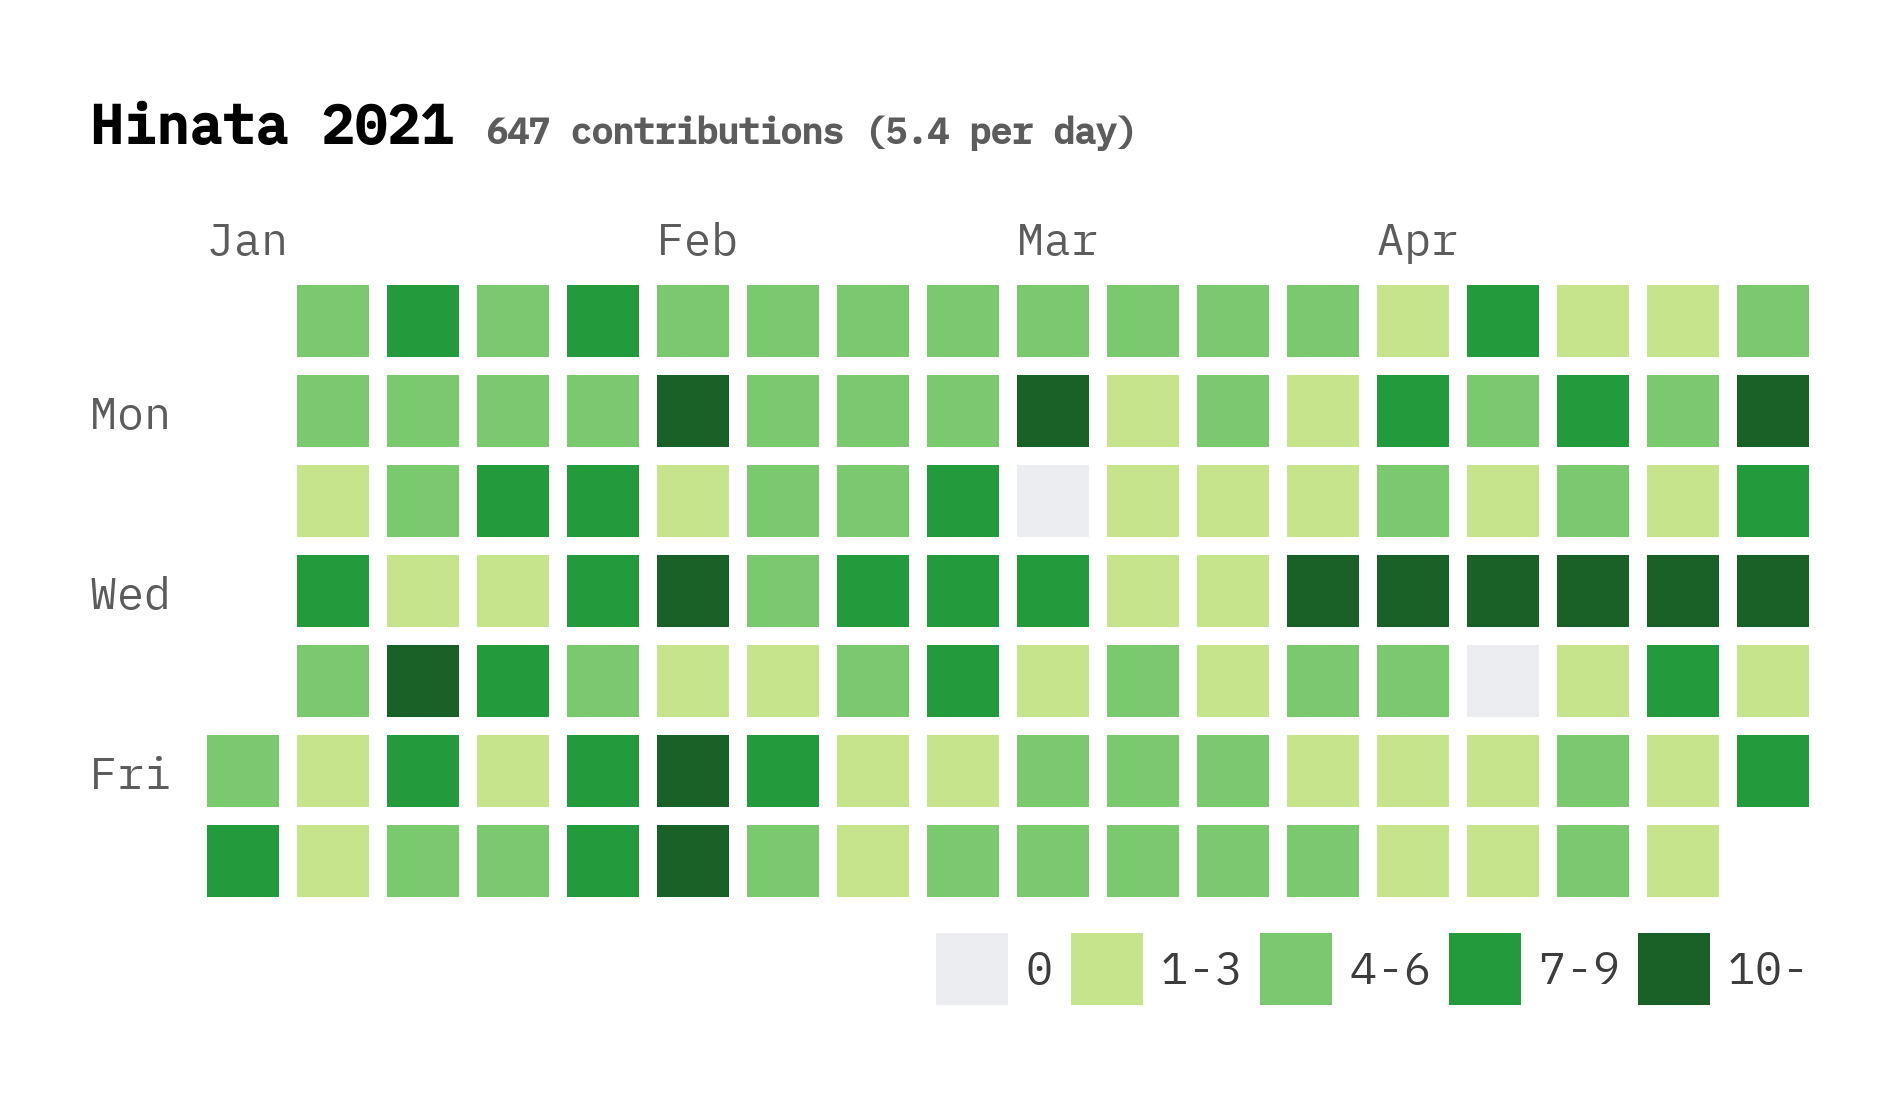 Hinata 2021 647 contributions (5.4 per day)
Jan Feb Mar Apr
Mon
Wed
Fri
0 1-3 4-6 7-9 10-